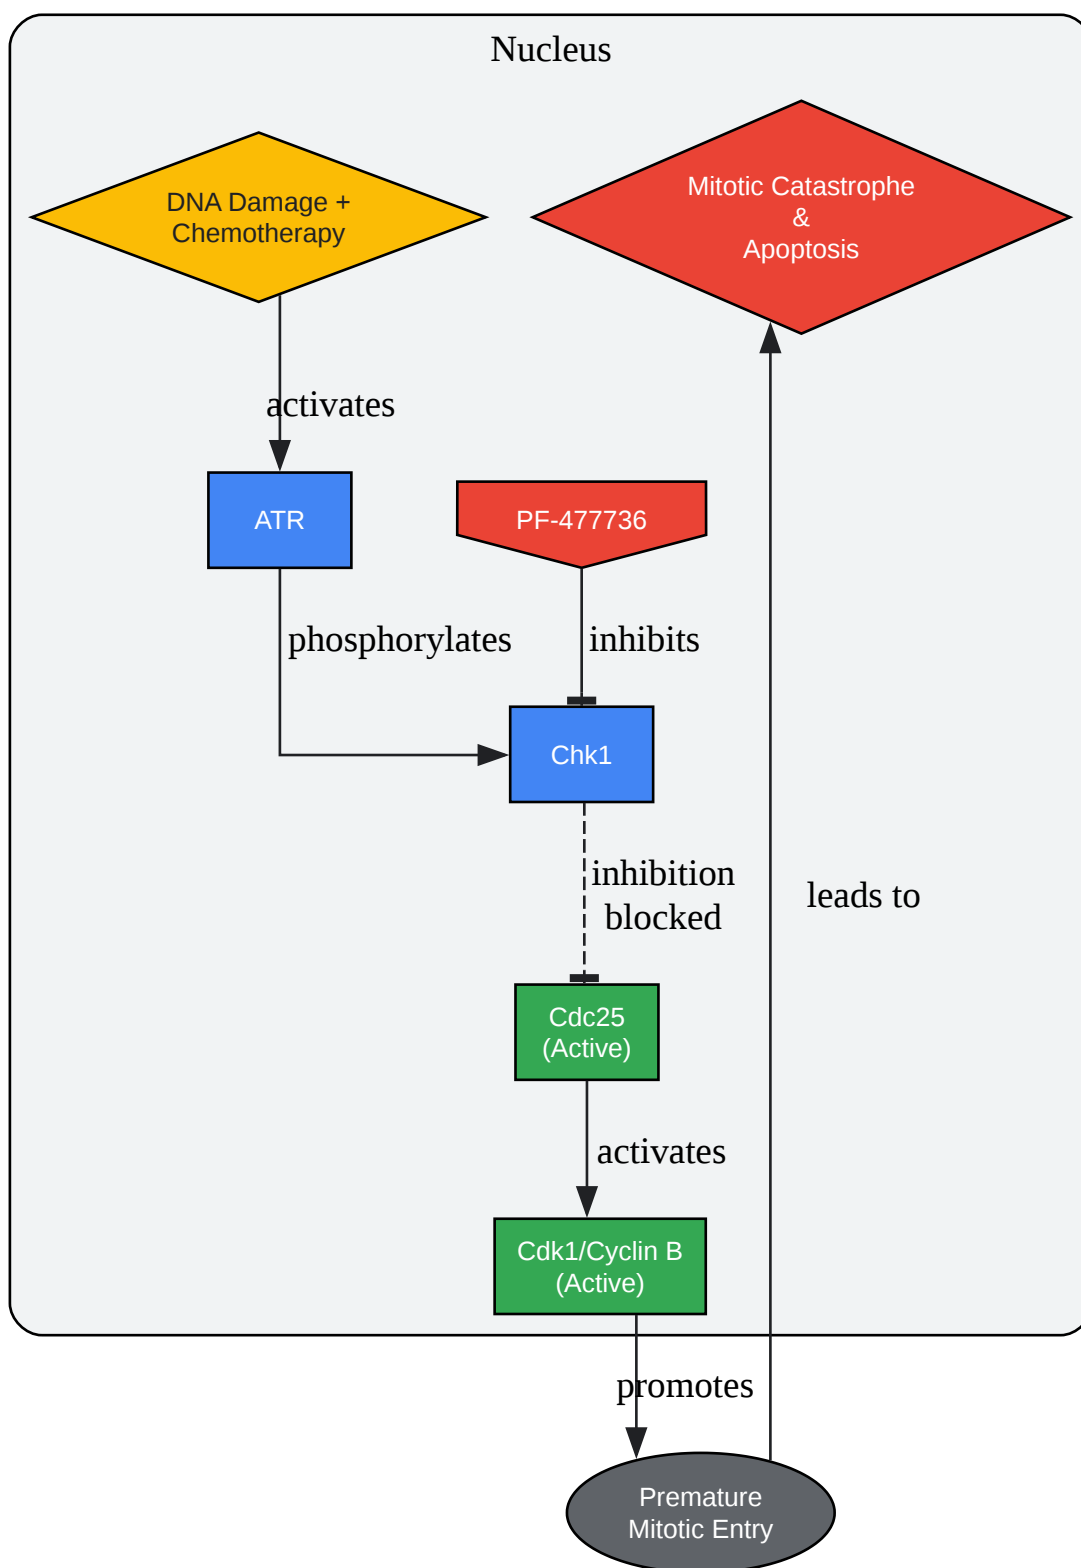 Nucleus
DNA Damage +
Chemotherapy
Mitotic Catastrophe
&
Apoptosis
activates
ATR
PF-477736
phosphorylates
inhibits
Chk1
inhibition
blocked
leads to
Cdc25
(Active)
activates
Cdk1/Cyclin B
(Active)
promotes
Premature
Mitotic Entry